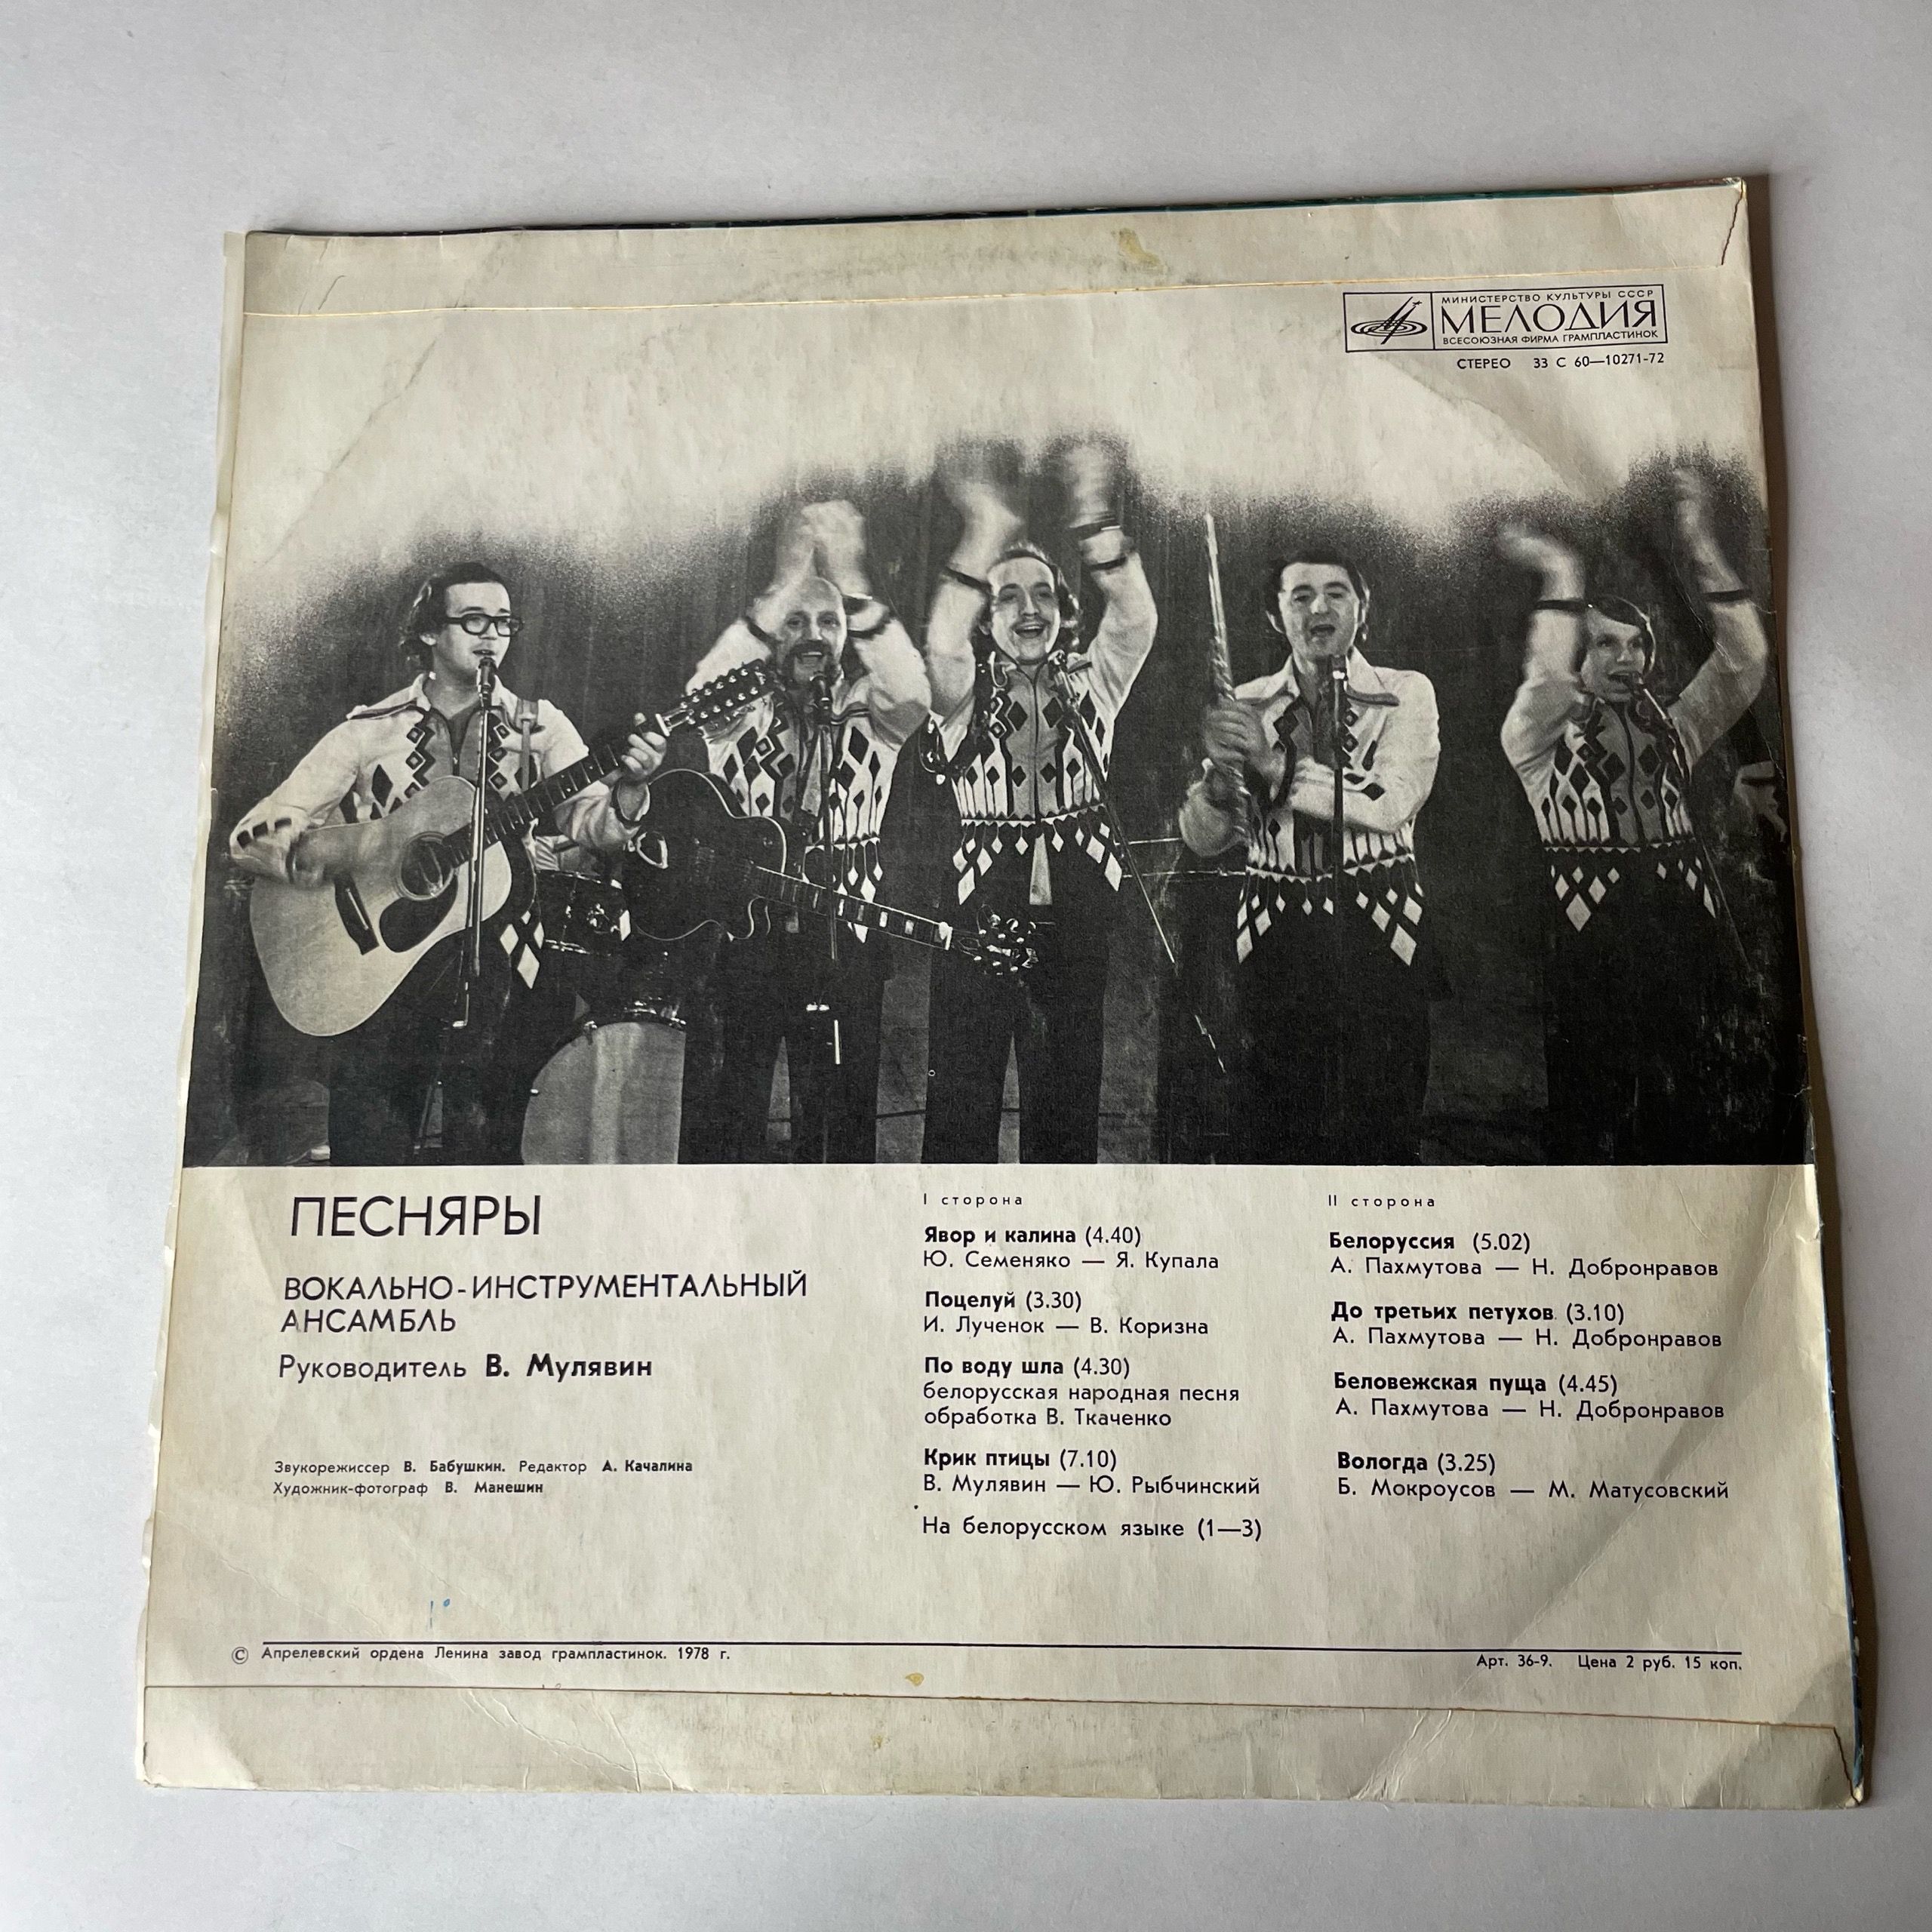 МИНИСТЕРСТВО КУЛЬТУРЫ СССР
МЕЛОДИЯ
ВСЕСОЮЗНАЯ ФИРМА ГРАМПЛАСТИНОК
СТЕРЕО 33 С 60—10271-72
ПЕСНЯРЫ
ВОКАЛЬНО-ИНСТРУМЕНТАЛЬНЫЙ
АНСАМБЛЬ
Руководитель В. Мулявин
Звукорежиссер В. Бабушкин. Редактор А. Качалина
Художник-фотограф В. Манешин
I сторона
Явор и калина (4.40)
Ю. Семеняко — Я. Купала
Поцелуй (3.30)
И. Лученок — В. Коризна
По воду шла (4.30)
белорусская народная песня
обработка В. Ткаченко
Крик птицы (7.10)
В. Мулявин — Ю. Рыбчинский
На белорусском языке (1—3)
II сторона
Белоруссия (5.02)
А. Пахмутова — Н. Добронравов
До третьих петухов (3.10)
А. Пахмутова — Н. Добронравов
Беловежская пуща (4.45)
А. Пахмутова — Н. Добронравов
Вологда (3.25)
Б. Мокроусов — М. Матусовский
© Апрелевский ордена Ленина завод грампластинок. 1978 г.
Арт. 36-9. Цена 2 руб. 15 коп.